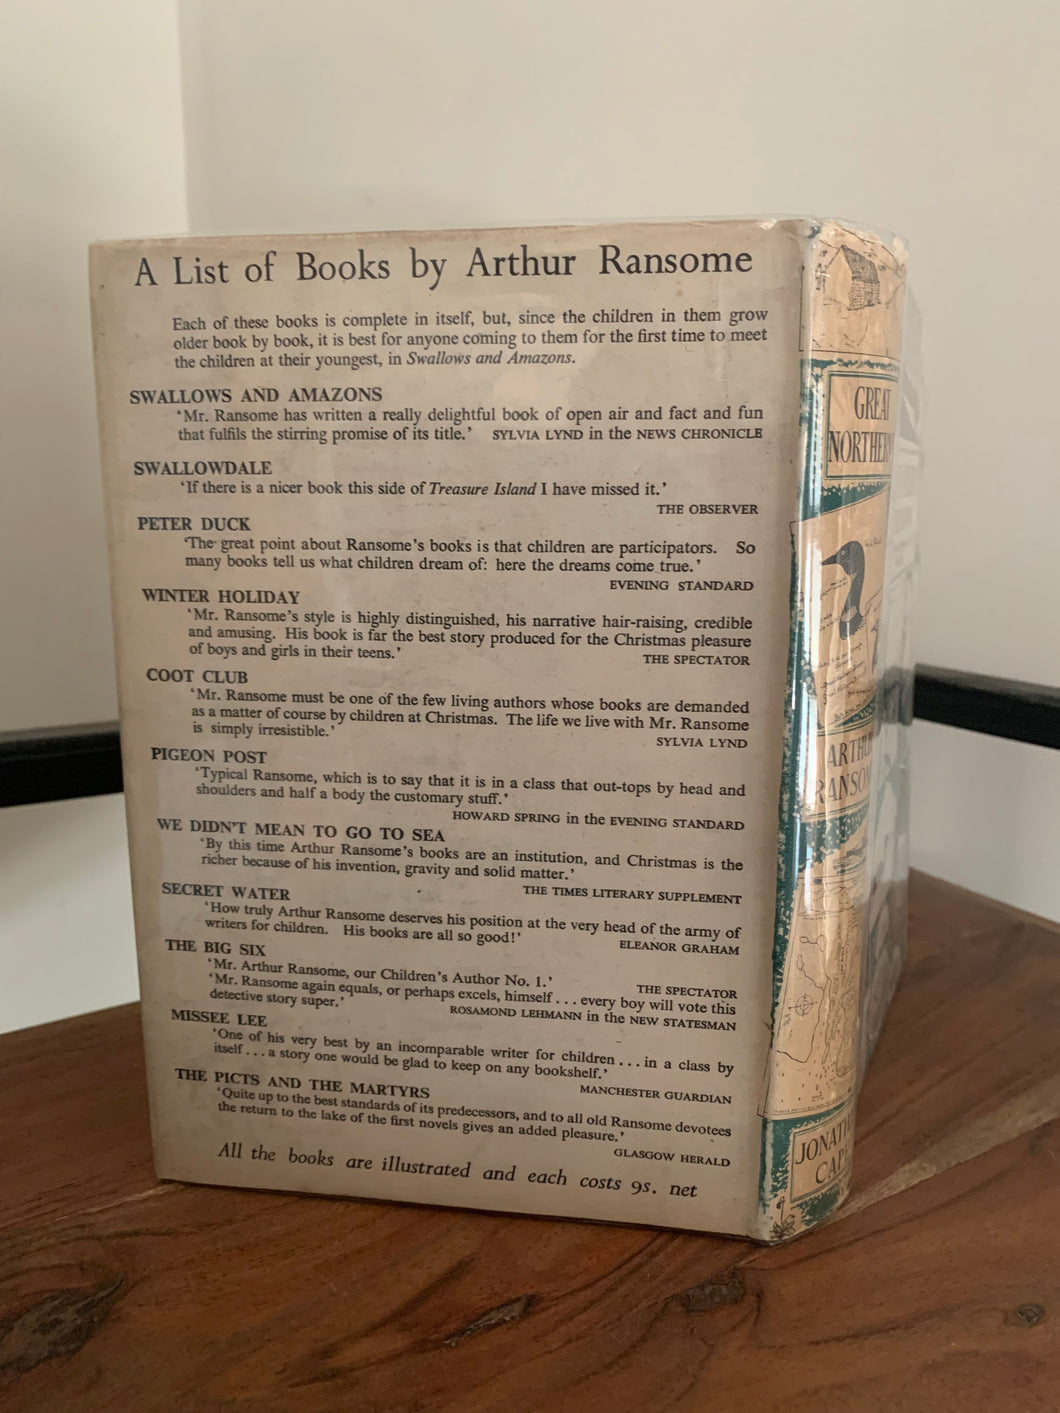 A List of Books by Arthur Ransome
Each of these books is complete in itself, but, since the children in them grow
older book by book, it is best for anyone coming to them for the first time to meet
the children at their youngest, in Swallows and Amazons.
SWALLOWS AND AMAZONS
‘Mr. Ransome has written a really delightful book of open air and fact and fun
that fulfils the stirring promise of its title.’ SYLVIA LYND in the NEWS CHRONICLE
SWALLOWDALE
‘If there is a nicer book this side of Treasure Island I have missed it.’
THE OBSERVER
PETER DUCK
‘The great point about Ransome’s books is that children are participators. So
many books tell us what children dream of: here the dreams come true.’
EVENING STANDARD
WINTER HOLIDAY
‘Mr. Ransome’s style is highly distinguished, his narrative hair-raising, credible
and amusing. His book is far the best story produced for the Christmas pleasure
of boys and girls in their teens.’
THE SPECTATOR
COOT CLUB
‘Mr. Ransome must be one of the few living authors whose books are demanded
as a matter of course by children at Christmas. The life we live with Mr. Ransome
is simply irresistible.’
SYLVIA LYND
PIGEON POST
‘Typical Ransome, which is to say that it is in a class that out-tops by head and
shoulders and half a body the customary stuff.’
HOWARD SPRING in the EVENING STANDARD
WE DIDN’T MEAN TO GO TO SEA
‘By this time Arthur Ransome’s books are an institution, and Christmas is the
richer because of his invention, gravity and solid matter.’
THE TIMES LITERARY SUPPLEMENT
SECRET WATER
‘How truly Arthur Ransome deserves his position at the very head of the army of
writers for children. His books are all so good!’ ELEANOR GRAHAM
THE BIG SIX
‘Mr. Arthur Ransome, our Children’s Author No. 1.’ THE SPECTATOR
‘Mr. Ransome again equals, or perhaps excels, himself . . . every boy will vote this
detective story super.’ ROSAMOND LEHMANN in the NEW STATESMAN
MISSEE LEE
‘One of his very best by an incomparable writer for children . . . in a class by
itself . . . a story one would be glad to keep on any bookshelf.’
MANCHESTER GUARDIAN
THE PICTS AND THE MARTYRS
‘Quite up to the best standards of its predecessors, and to all old Ransome devotees
the return to the lake of the first novels gives an added pleasure.’
GLASGOW HERALD
All the books are illustrated and each costs 9s. net
GREAT
NORTHERN
ARTHUR
RANSOM
JONATH
CAP